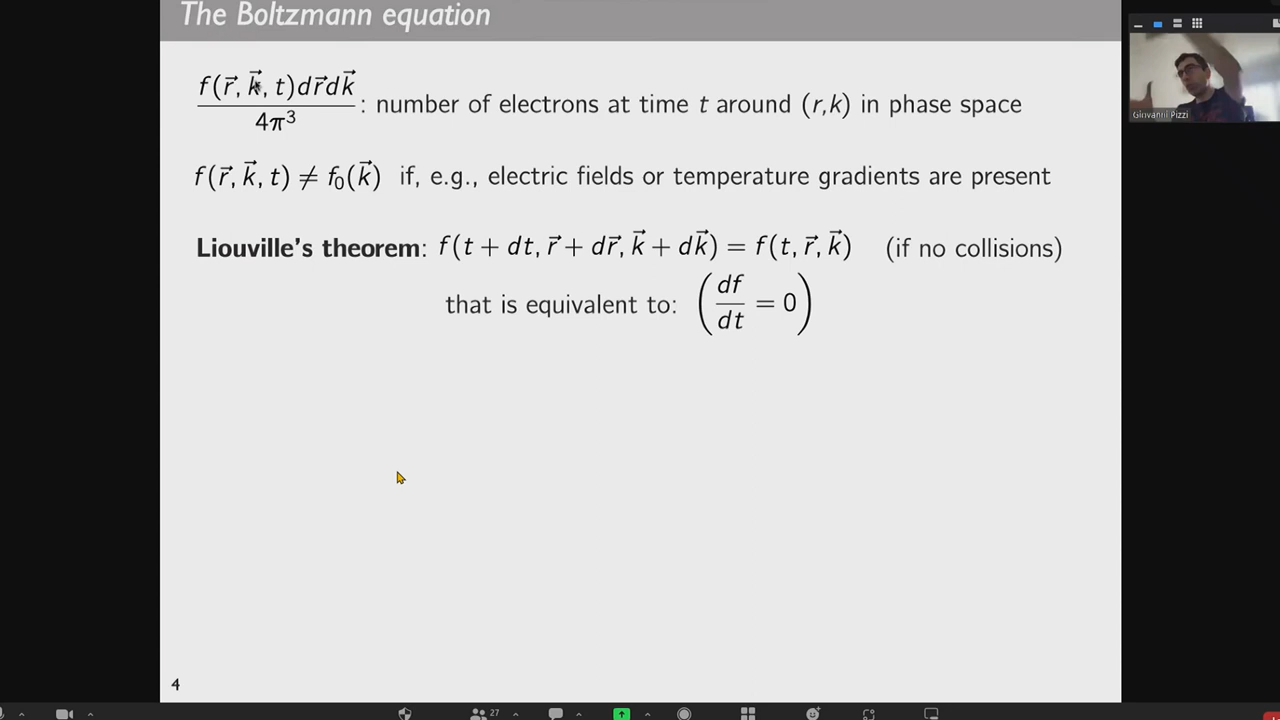 The Boltzmann equation
f(r⃗, k⃗, t)dr⃗dk⃗ / 4π³ : number of electrons at time t around (r,k) in phase space
f(r⃗, k⃗, t) ≠ f₀(k⃗) if, e.g., electric fields or temperature gradients are present
Liouville's theorem: f(t + dt, r⃗ + dr⃗, k⃗ + dk⃗) = f(t, r⃗, k⃗) (if no collisions)
that is equivalent to: (df/dt = 0)
4
Giovanni Pizzi
27